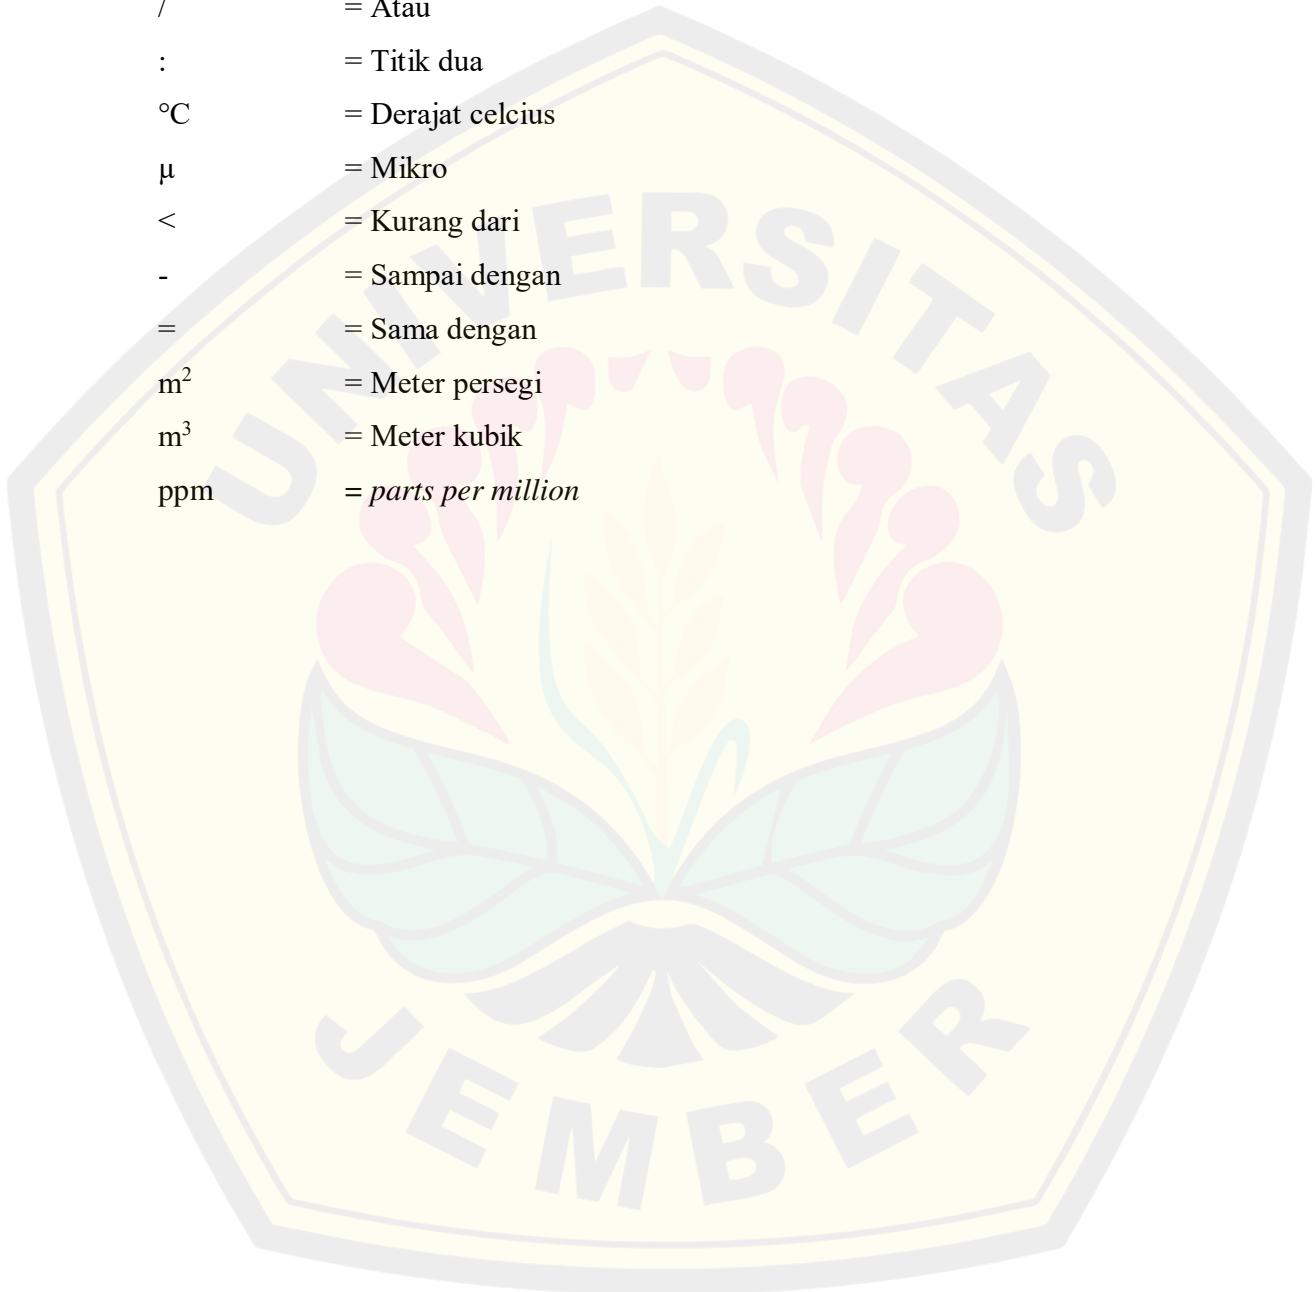 / = Atau
: = Titik dua
°C = Derajat celcius
µ = Mikro
< = Kurang dari
- = Sampai dengan
= = Sama dengan
m² = Meter persegi
m³ = Meter kubik
ppm = parts per million
UNIVERSITAS
JEMBER